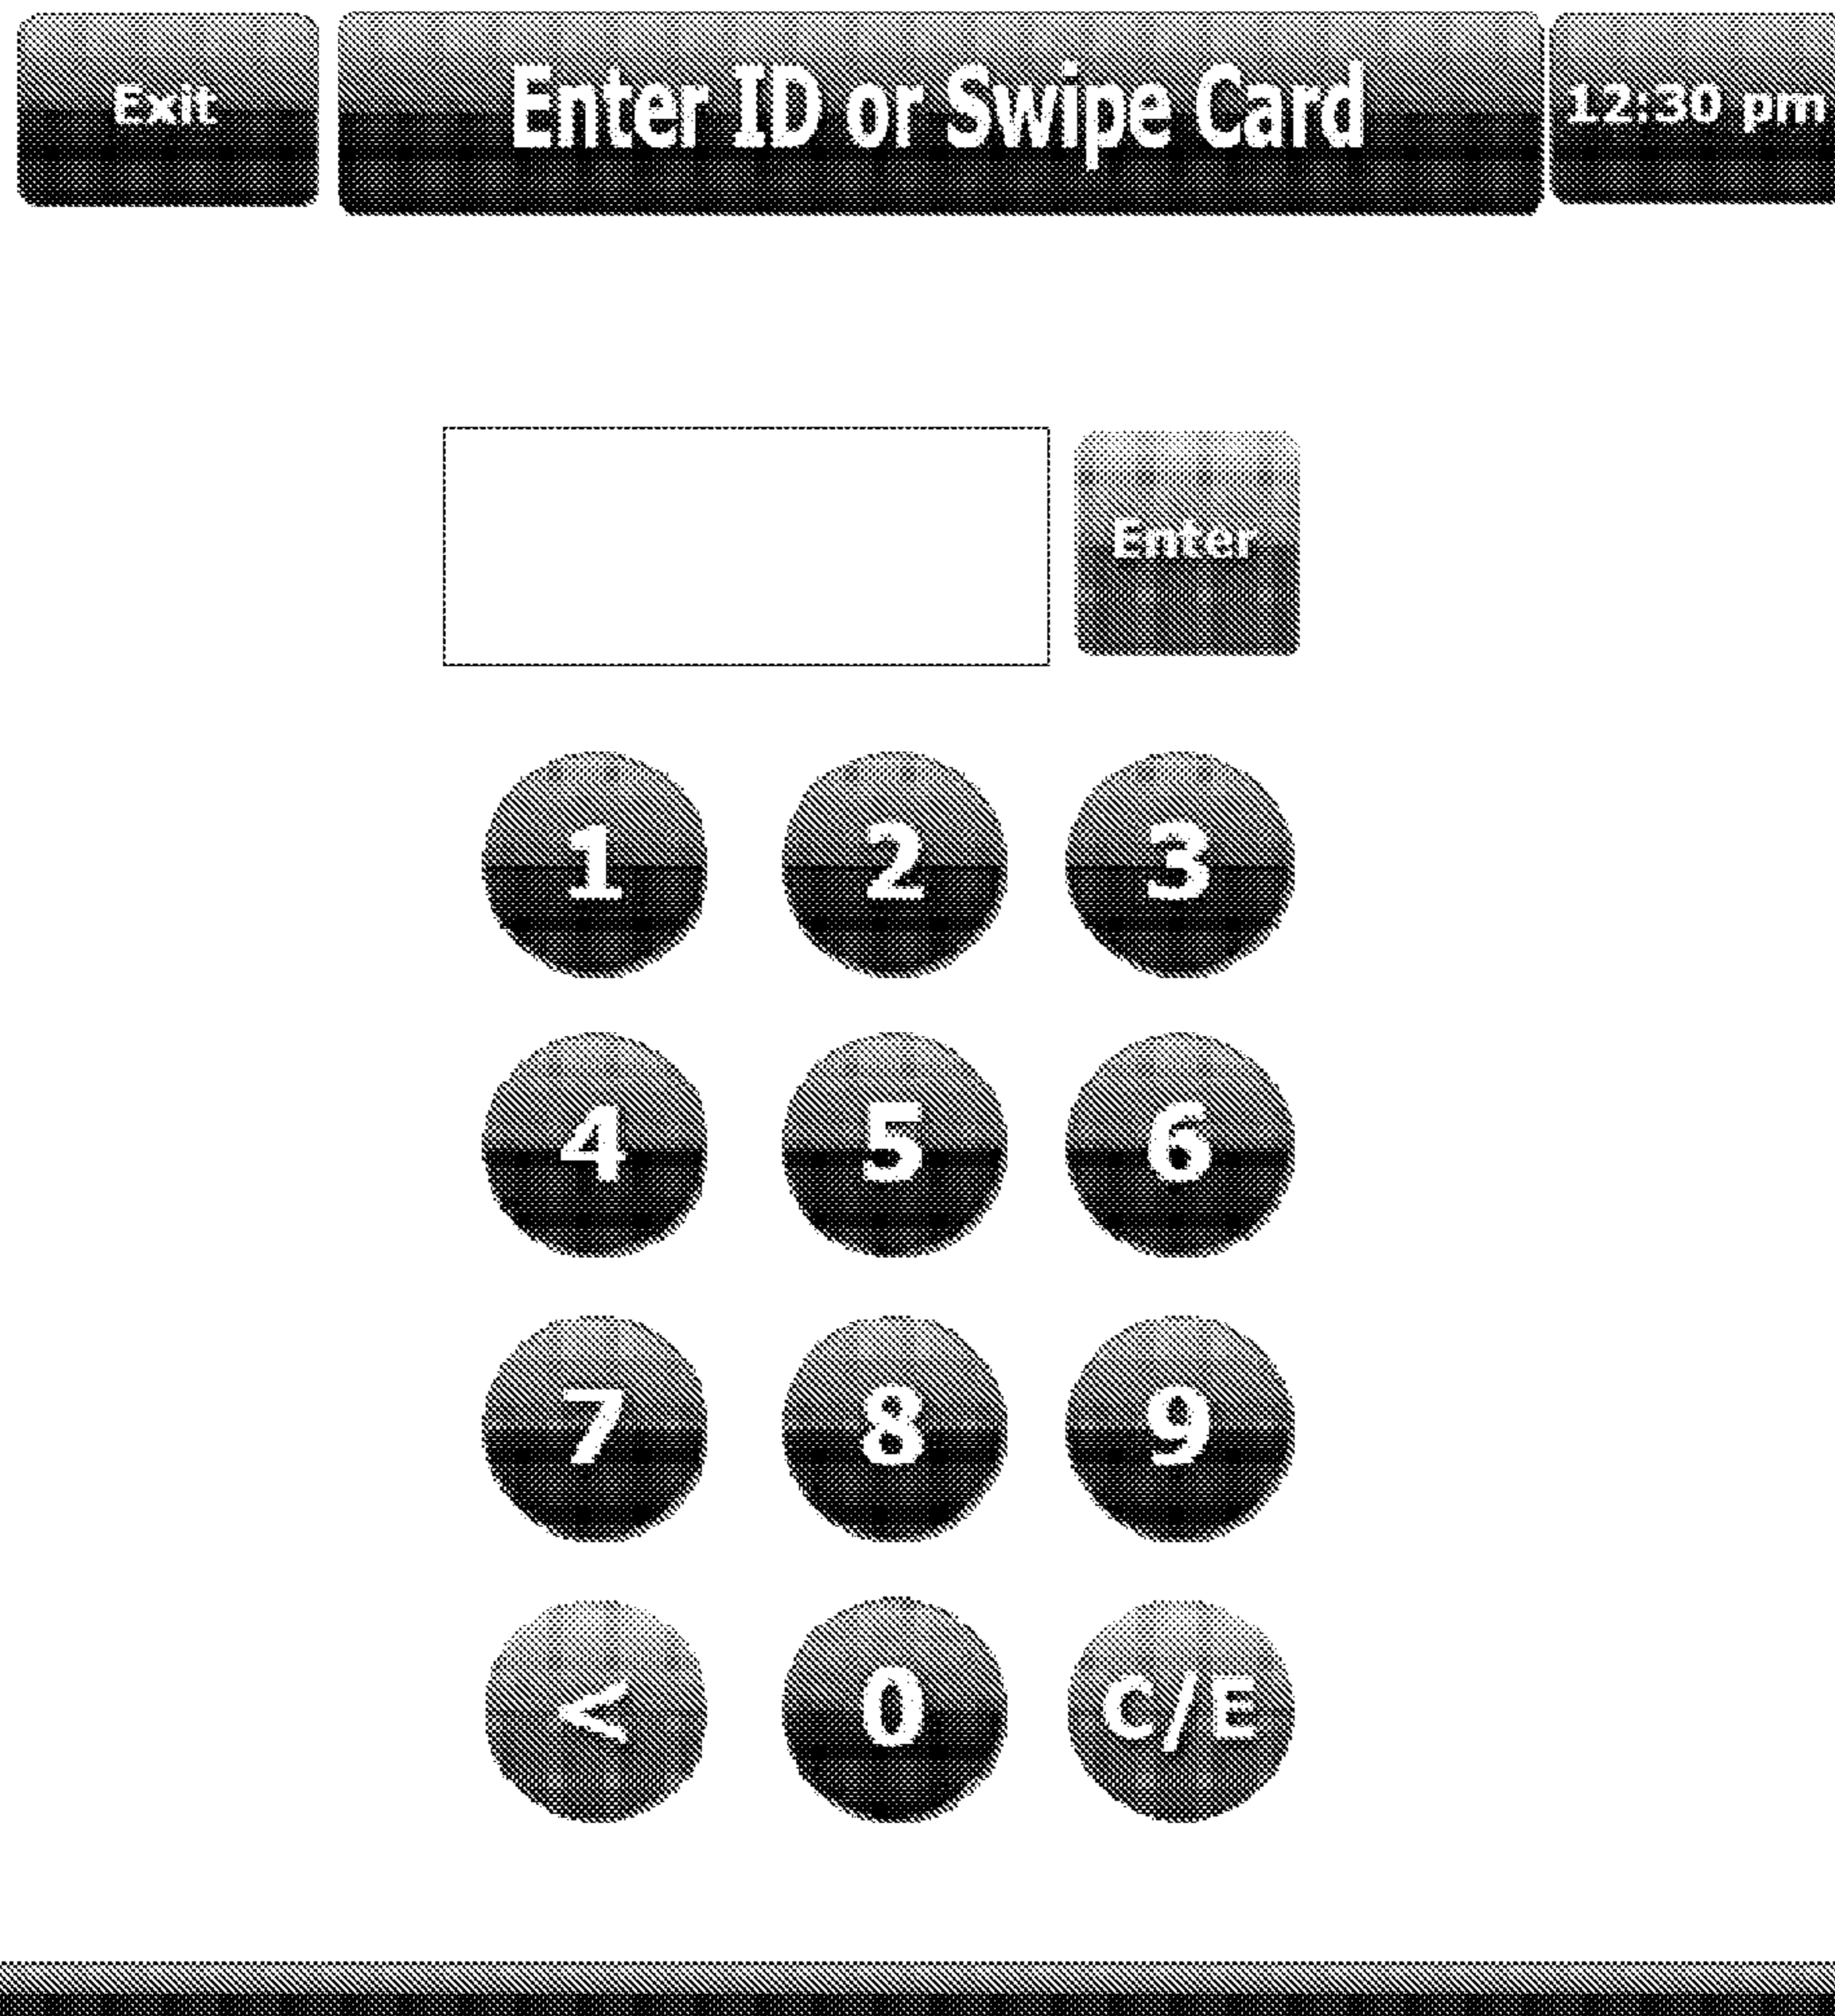 Exit
Enter ID or Swipe Card
12:30 pm
Enter
1 2 3
4 5 6
7 8 9
< 0 C/E